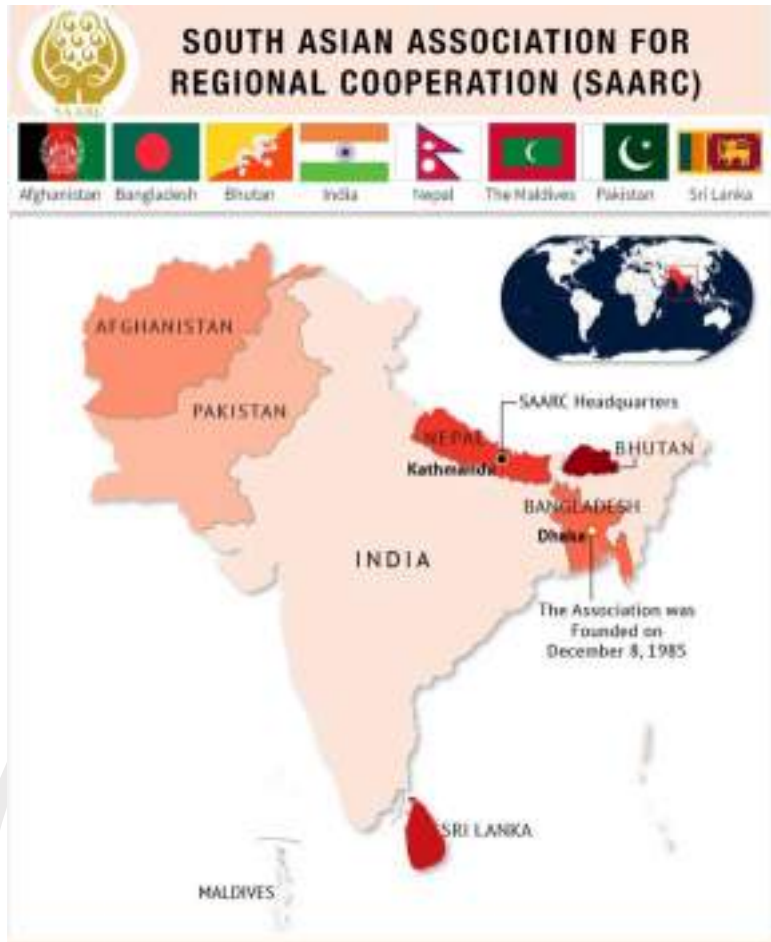 SOUTH ASIAN ASSOCIATION FOR
REGIONAL COOPERATION (SAARC)
SAARC
Afghanistan Bangladesh Bhutan India Nepal The Maldives Pakistan Sri Lanka
AFGHANISTAN
PAKISTAN
SAARC Headquarters
NEPAL
BHUTAN
Kathmandu
BANGLADESH
Dhaka
INDIA
The Association was
Founded on
December 8, 1985
SRI LANKA
MALDIVES